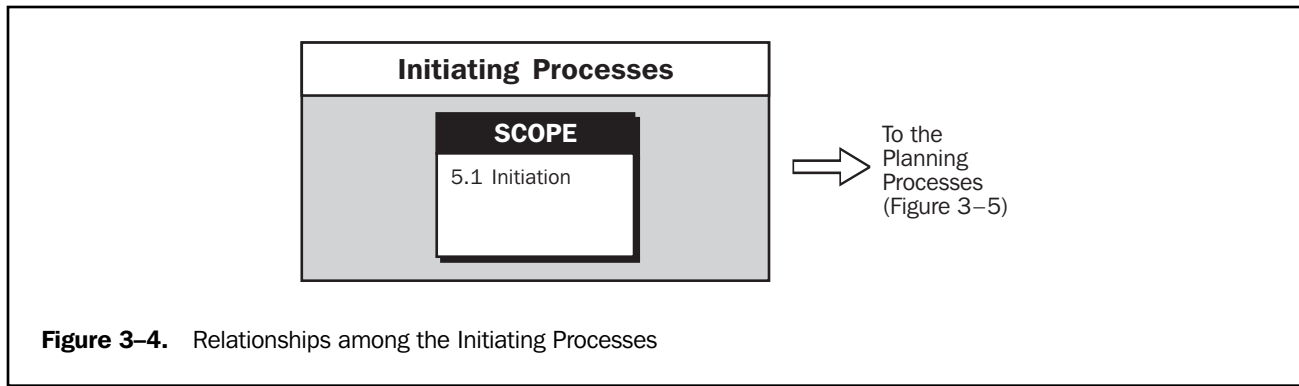 Initiating Processes
SCOPE
5.1 Initiation
To the
Planning
Processes
(Figure 3–5)
Figure 3–4. Relationships among the Initiating Processes